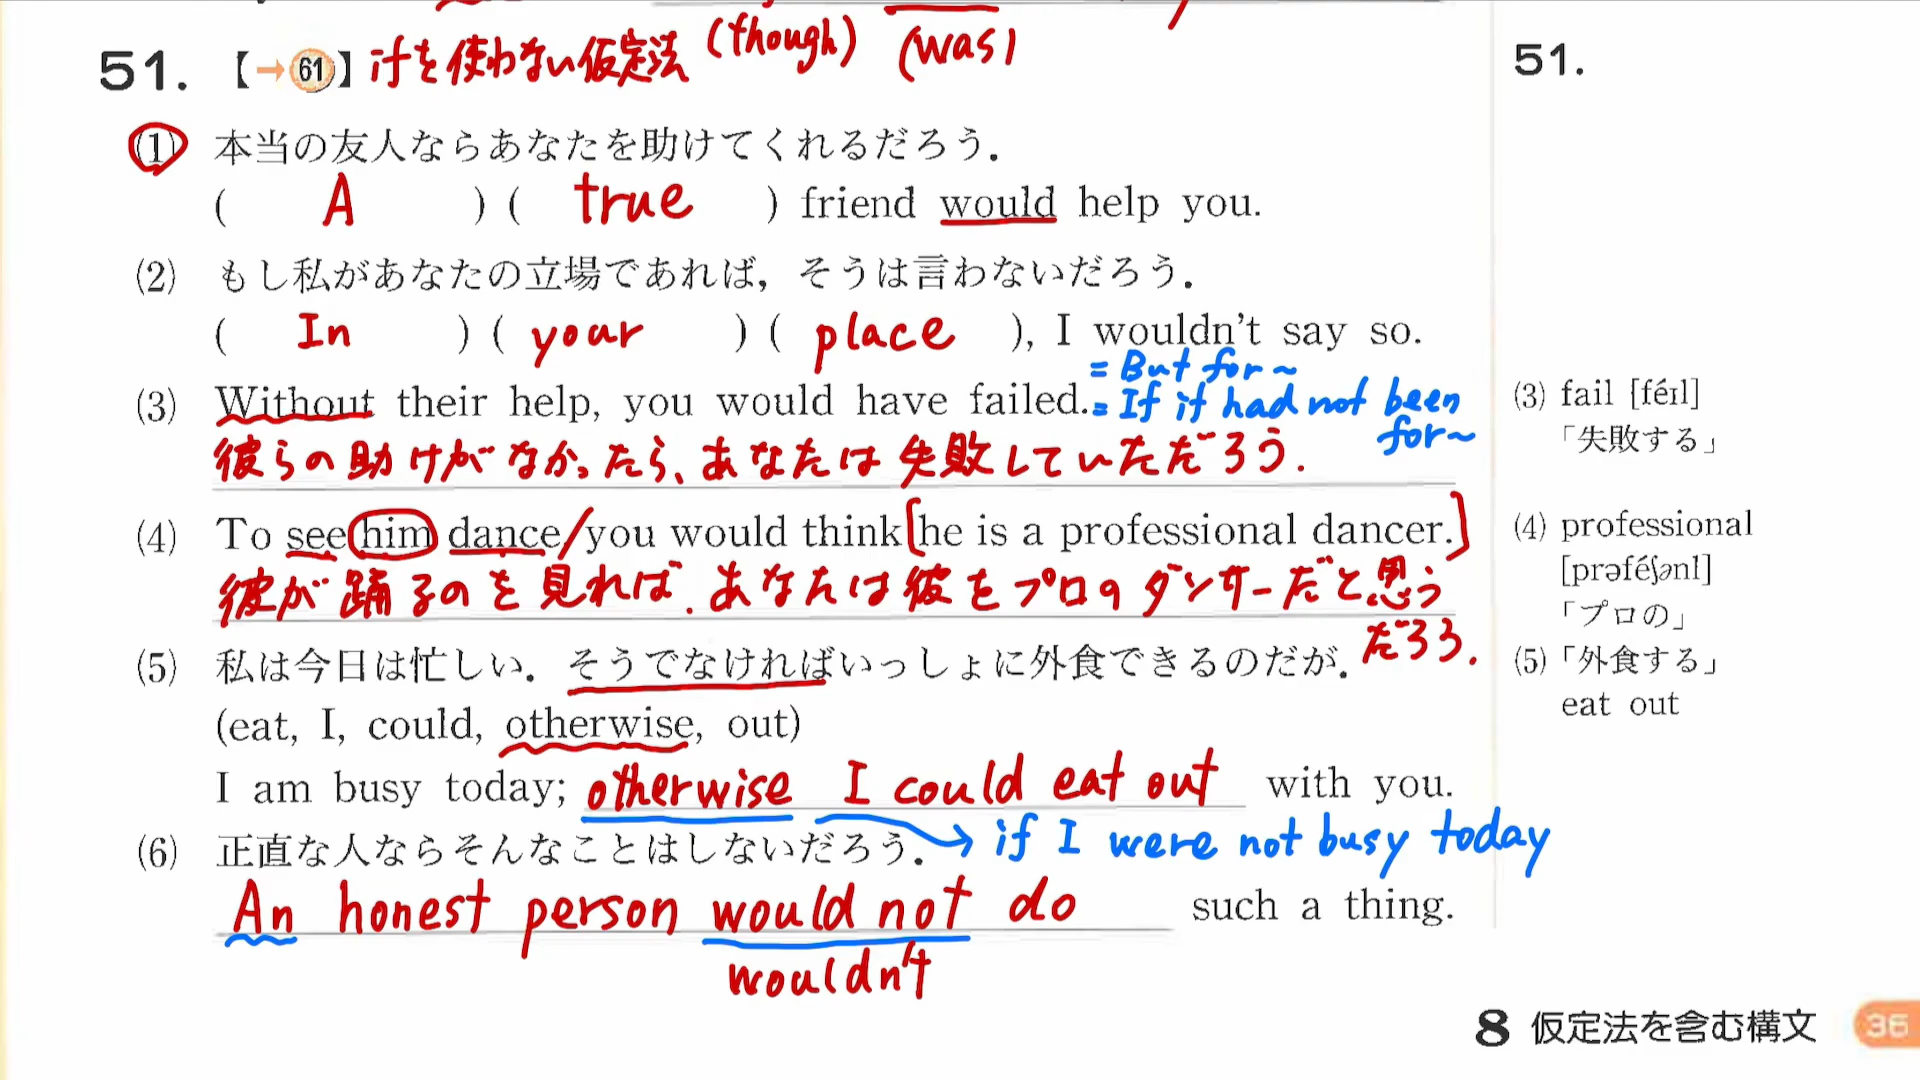 51. 【→61】 ifを使わない仮定法 (though) (was)
51.
(1) 本当の友人ならあなたを助けてくれるだろう.
( A ) ( true ) friend would help you.
(2) もし私があなたの立場であれば, そうは言わないだろう.
( In ) ( your ) ( place ), I wouldn't say so.
= But for ~
(3) Without their help, you would have failed. = If it had not been for~
彼らの助けがなかったら、あなたは失敗していただろう.
(3) fail [féɪl]
「失敗する」
(4) To see him dance/you would think[he is a professional dancer.]
彼が踊るのを見れば、あなたは彼をプロのダンサーだと思う
だろう.
(4) professional
[prəféʃənl]
「プロの」
(5) 私は今日は忙しい. そうでなければいっしょに外食できるのだが.
(5) 「外食する」
eat out
(eat, I, could, otherwise, out)
I am busy today; otherwise I could eat out with you.
→ if I were not busy today
(6) 正直な人ならそんなことはしないだろう.
An honest person would not do such a thing.
wouldn't
8 仮定法を含む構文 36